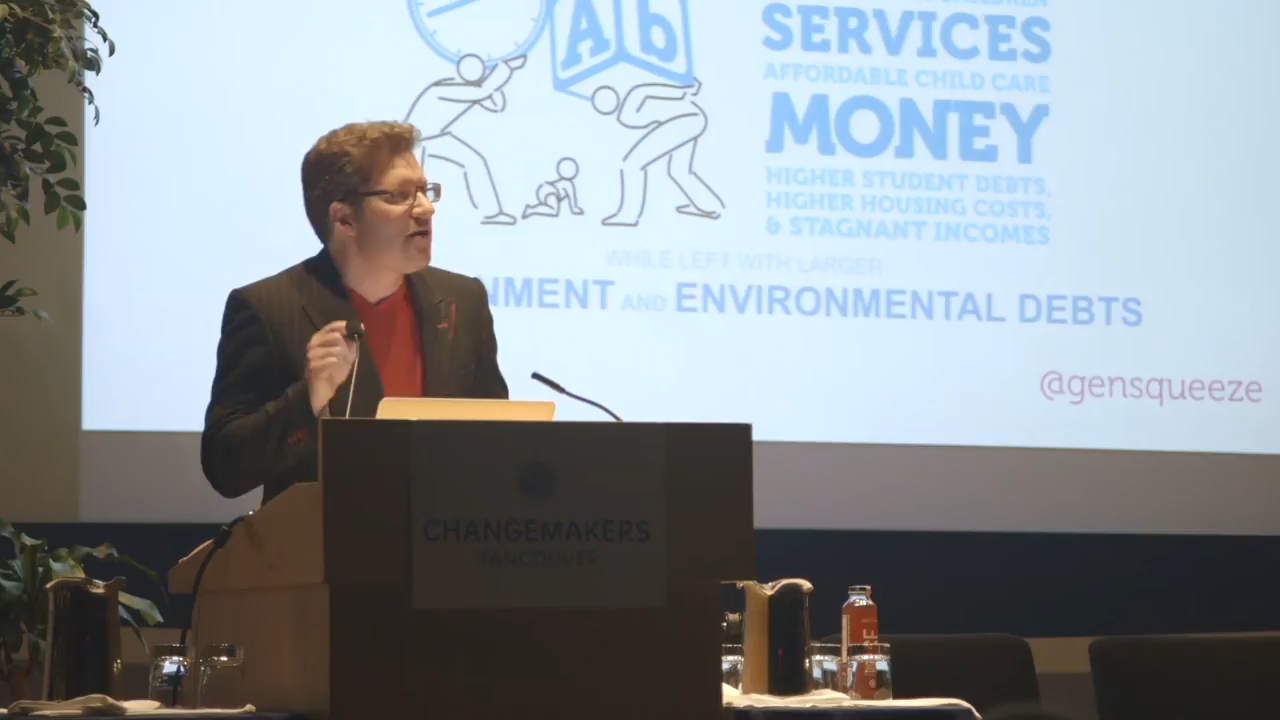 A b
SERVICES
AFFORDABLE CHILD CARE
MONEY
HIGHER STUDENT DEBTS,
HIGHER HOUSING COSTS,
& STAGNANT INCOMES
WHILE LEFT WITH LARGER
NMENT AND ENVIRONMENTAL DEBTS
@gensqueeze
CHANGEMAKERS
VANCOUVER